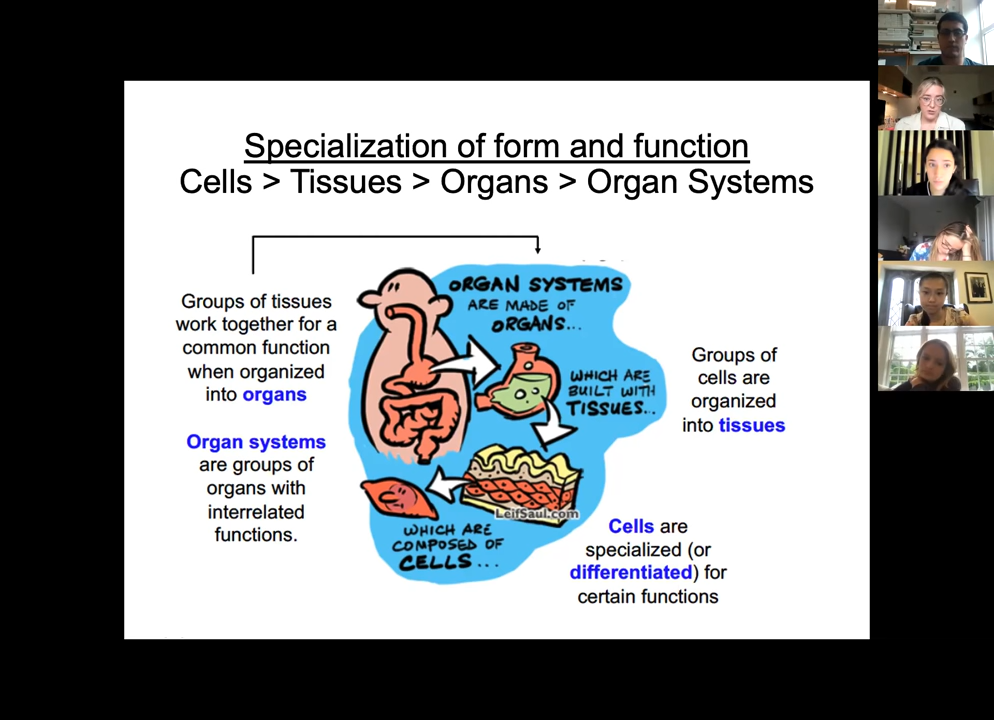 Specialization of form and function
Cells > Tissues > Organs > Organ Systems
Groups of tissues
work together for a
common function
when organized
into organs
Organ systems
are groups of
organs with
interrelated
functions.
ORGAN SYSTEMS
ARE MADE OF
ORGANS...
WHICH ARE
BUILT WITH
TISSUES...
LeifSaul.com
WHICH ARE
COMPOSED OF
CELLS...
Groups of
cells are
organized
into tissues
Cells are
specialized (or
differentiated) for
certain functions